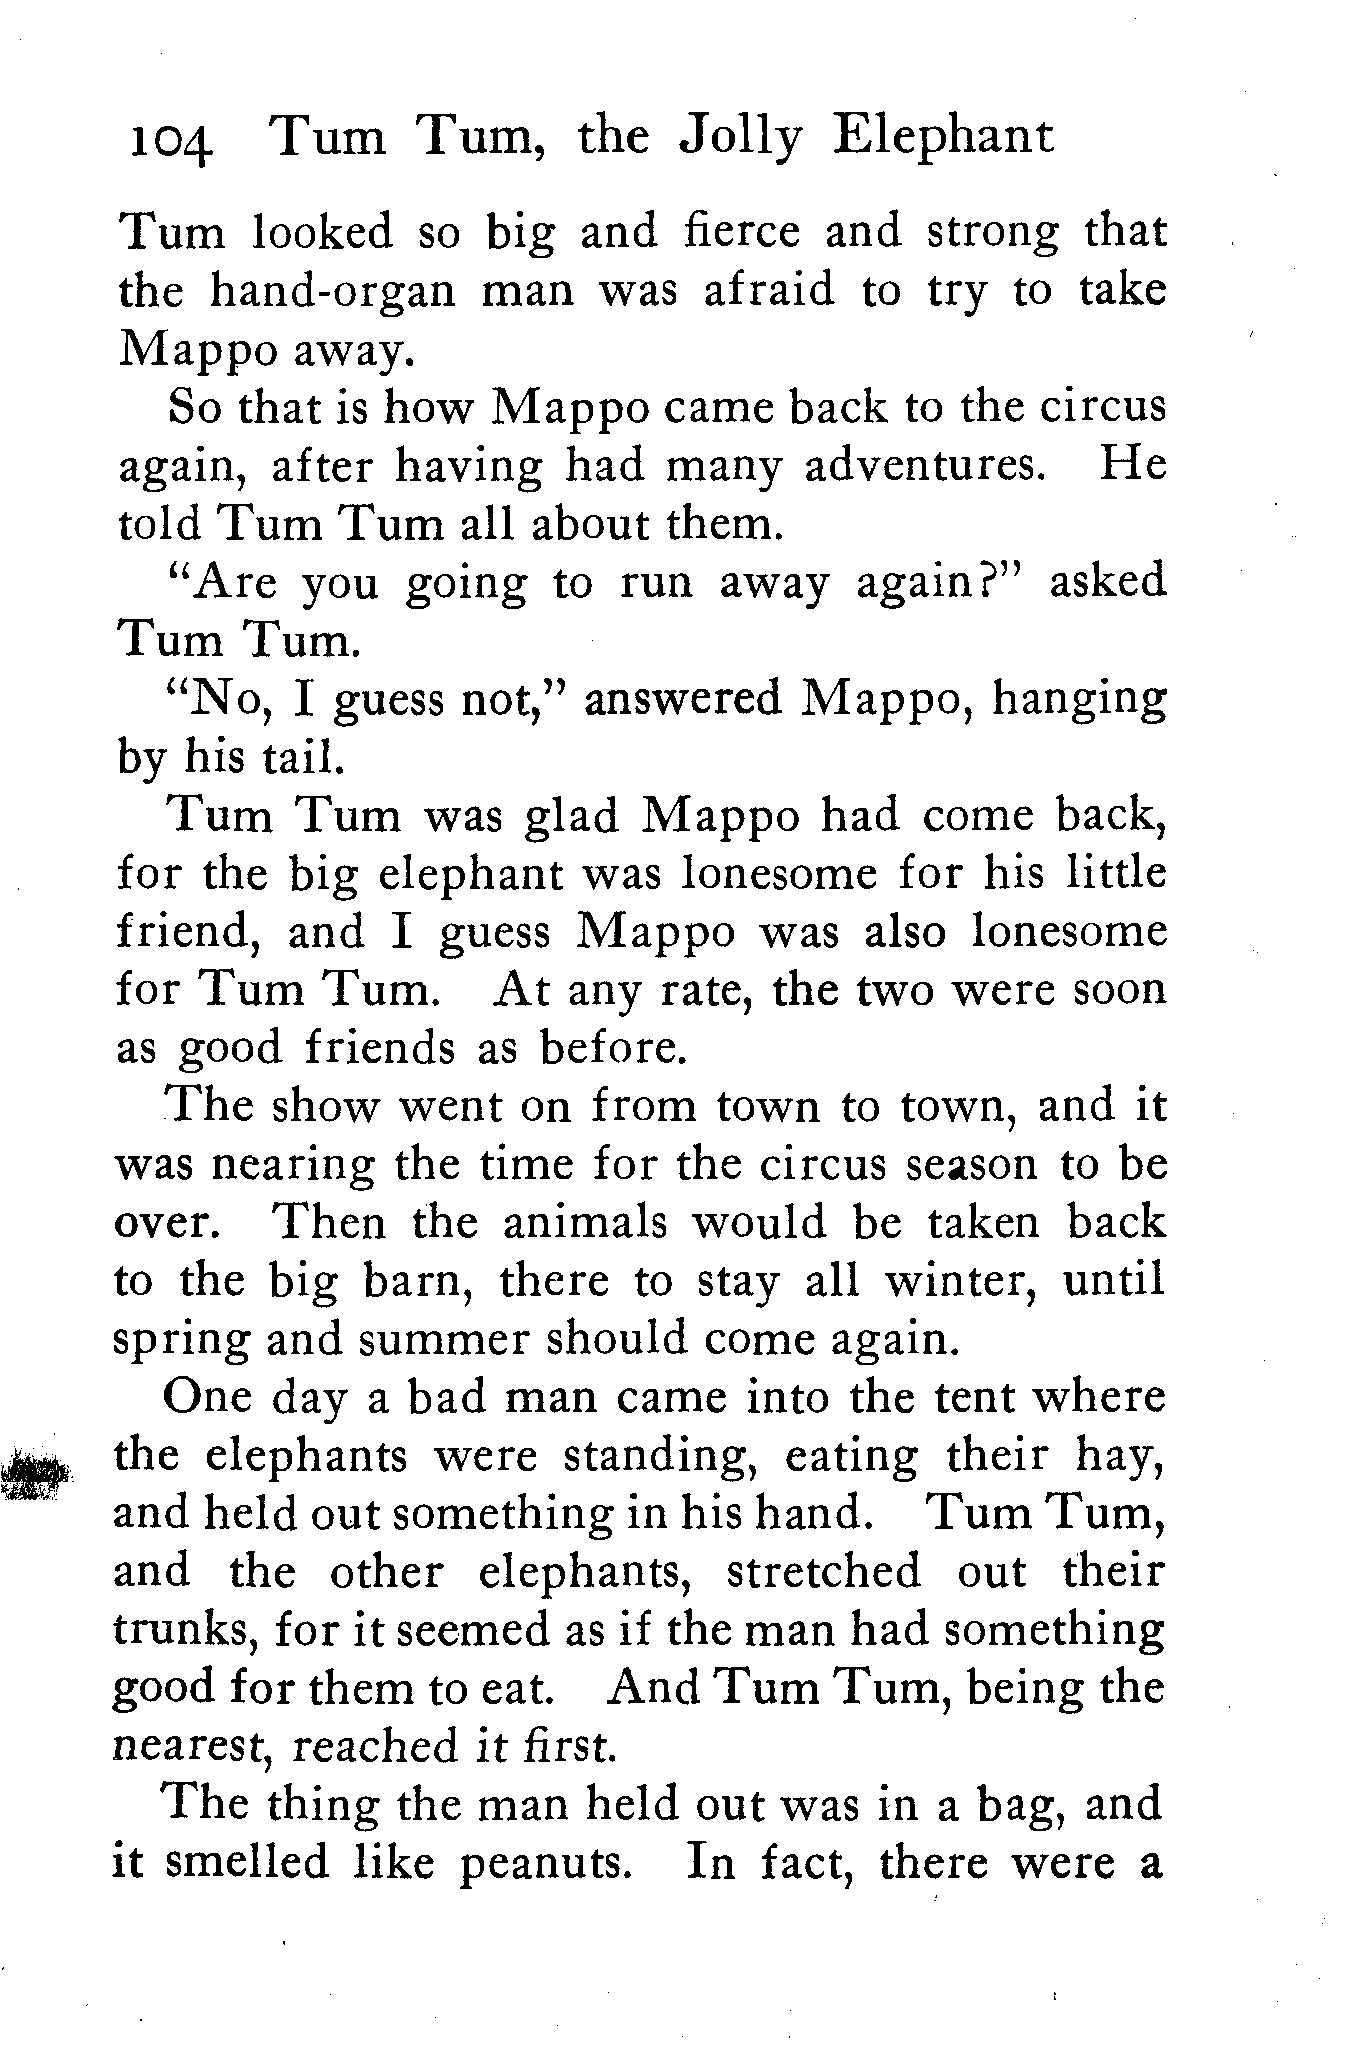 104 Tum Tum, the Jolly Elephant
Tum looked so big and fierce and strong that
the hand-organ man was afraid to try to take
Mappo away.
So that is how Mappo came back to the circus
again, after having had many adventures. He
told Tum Tum all about them.
“Are you going to run away again?” asked
Tum Tum.
“No, I guess not,” answered Mappo, hanging
by his tail.
Tum Tum was glad Mappo had come back,
for the big elephant was lonesome for his little
friend, and I guess Mappo was also lonesome
for Tum Tum. At any rate, the two were soon
as good friends as before.
The show went on from town to town, and it
was nearing the time for the circus season to be
over. Then the animals would be taken back
to the big barn, there to stay all winter, until
spring and summer should come again.
One day a bad man came into the tent where
the elephants were standing, eating their hay,
and held out something in his hand. Tum Tum,
and the other elephants, stretched out their
trunks, for it seemed as if the man had something
good for them to eat. And Tum Tum, being the
nearest, reached it first.
The thing the man held out was in a bag, and
it smelled like peanuts. In fact, there were a